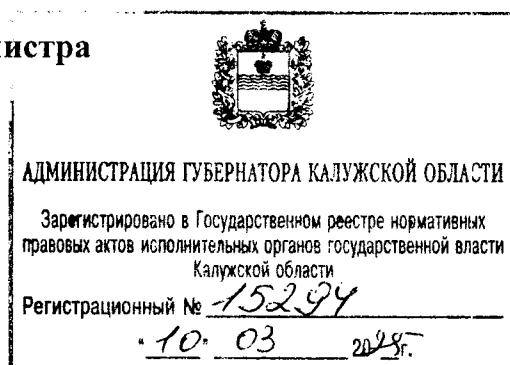 истра
АДМИНИСТРАЦИЯ ГУБЕРНАТОРА КАЛУЖСКОЙ ОБЛАСТИ
Зарегистрировано в Государственном реестре нормативных
правовых актов исполнительных органов государственной власти
Калужской области
Регистрационный № 15294
"10" 03 2025г.